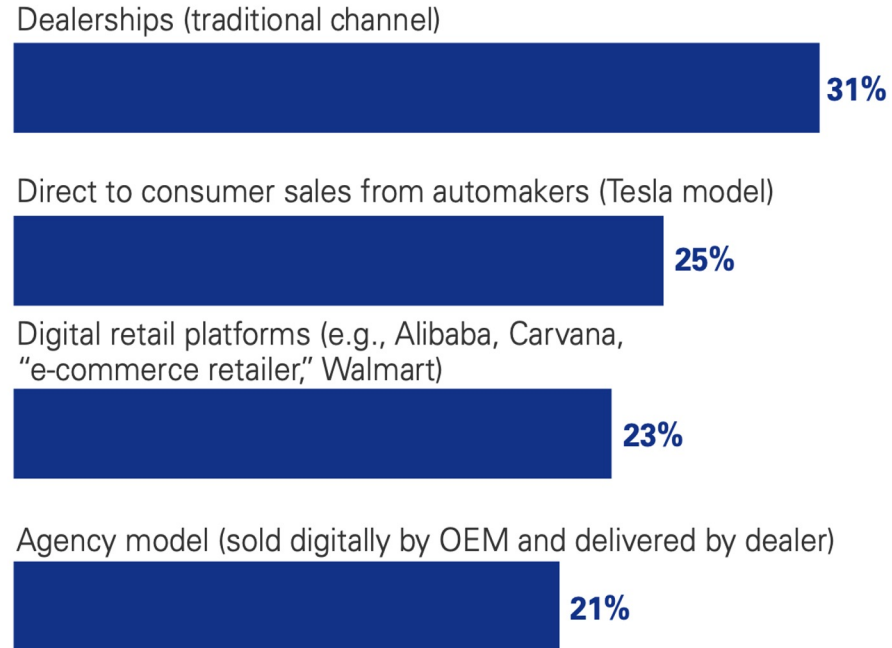 Dealerships (traditional channel)
31%
Direct to consumer sales from automakers (Tesla model)
25%
Digital retail platforms (e.g., Alibaba, Carvana,
“e-commerce retailer,” Walmart)
23%
Agency model (sold digitally by OEM and delivered by dealer)
21%